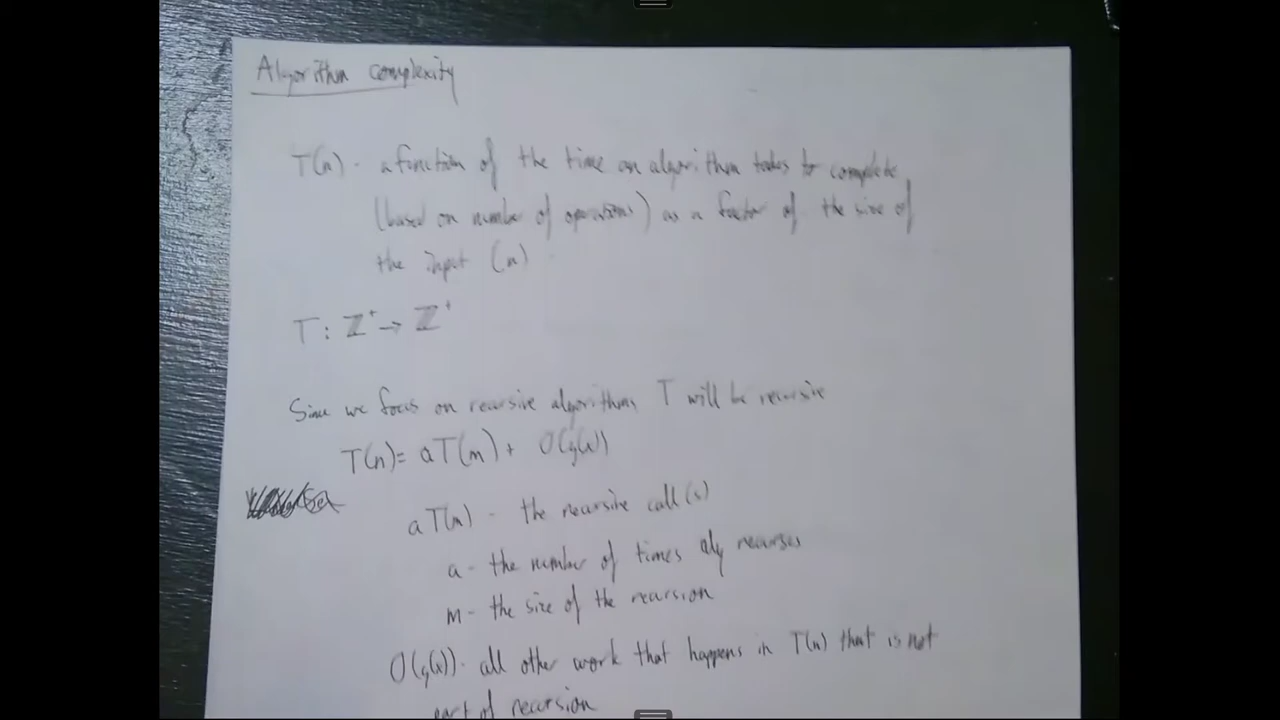 Algorithm complexity
T(n) - a function of the time an algorithm takes to complete
(based on number of operations) as a factor of the size of
the input (n)
T : ℤ⁺ → ℤ⁺
Since we focus on recursive algorithms, T will be recursive
T(n) = aT(m) + O(g(x))
aT(m) - the recursive call(s)
a - the number of times alg recurses
m - the size of the recursion
O(g(x)) - all other work that happens in T(n) that is not
part of recursion